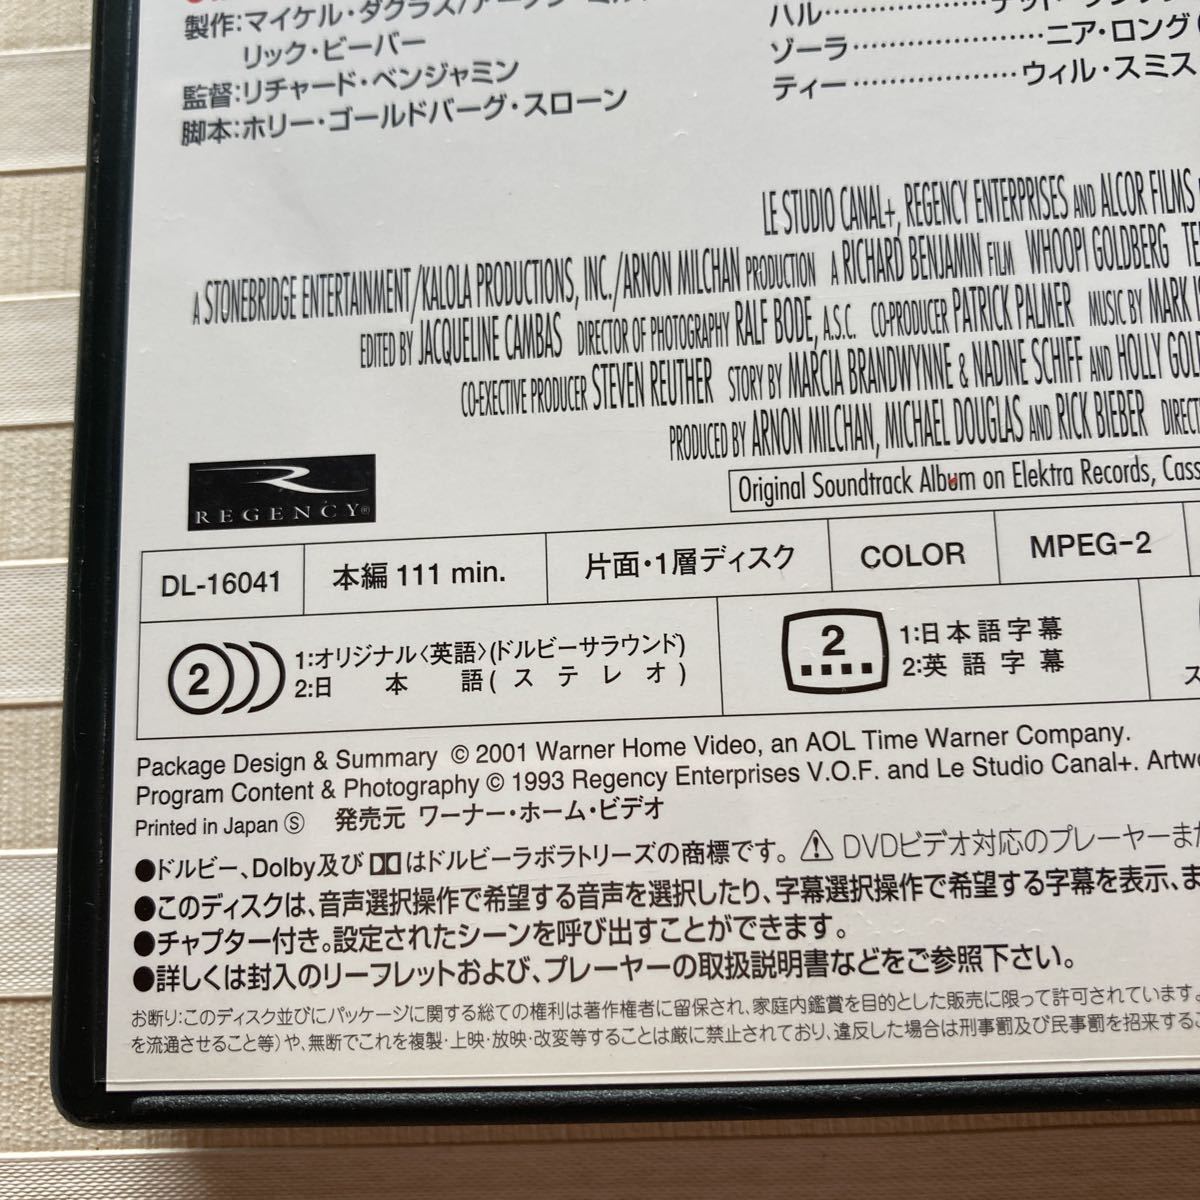 製作:マイケル・ダグラス/アーノン・ミル
リック・ビーバー
監督:リチャード・ベンジャミン
脚本:ホリー・ゴールドバーグ・スローン
ハル
ゾーラ…………………ニア・ロング
ティー………………ウィル・スミス
LE STUDIO CANAL+, REGENCY ENTERPRISES AND ALCOR FILMS
A STONEBRIDGE ENTERTAINMENT/KALOLA PRODUCTIONS, INC./ARNON MILCHAN PRODUCTION A RICHARD BENJAMIN FILM WHOOPI GOLDBERG TE
EDITED BY JACQUELINE CAMBAS DIRECTOR OF PHOTOGRAPHY RALF BODE, A.S.C. CO-PRODUCER PATRICK PALMER MUSIC BY MARK
CO-EXECTIVE PRODUCER STEVEN REUTHER STORY BY MARCIA BRANDWYNNE & NADINE SCHIFF AND HOLLY GOL
PRODUCED BY ARNON MILCHAN, MICHAEL DOUGLAS AND RICK BIEBER DIRECT
Original Soundtrack Album on Elektra Records, Cass
REGENCY®
DL-16041 本編 111 min. 片面・1層ディスク COLOR MPEG-2
2 1:オリジナル〈英語〉(ドルビーサラウンド)
2:日本語(ステレオ)
2 1:日本語字幕
2:英語字幕
ス
Package Design & Summary © 2001 Warner Home Video, an AOL Time Warner Company.
Program Content & Photography © 1993 Regency Enterprises V.O.F. and Le Studio Canal+. Artw
Printed in Japan Ⓢ 発売元 ワーナー・ホーム・ビデオ
●ドルビー、Dolby及びはドルビーラボラトリーズの商標です。 ⚠ DVDビデオ対応のプレーヤーまた
●このディスクは、音声選択操作で希望する音声を選択したり、字幕選択操作で希望する字幕を表示、ま
●チャプター付き。設定されたシーンを呼び出すことができます。
●詳しくは封入のリーフレットおよび、プレーヤーの取扱説明書などをご参照下さい。
お断り:このディスク並びにパッケージに関する総ての権利は著作権者に留保され、家庭内鑑賞を目的とした販売に限って許可されています。
を流通させること等)や、無断でこれを複製・上映・放映・改変等することは厳に禁止されており、違反した場合は刑事罰及び民事罰を招来するこ